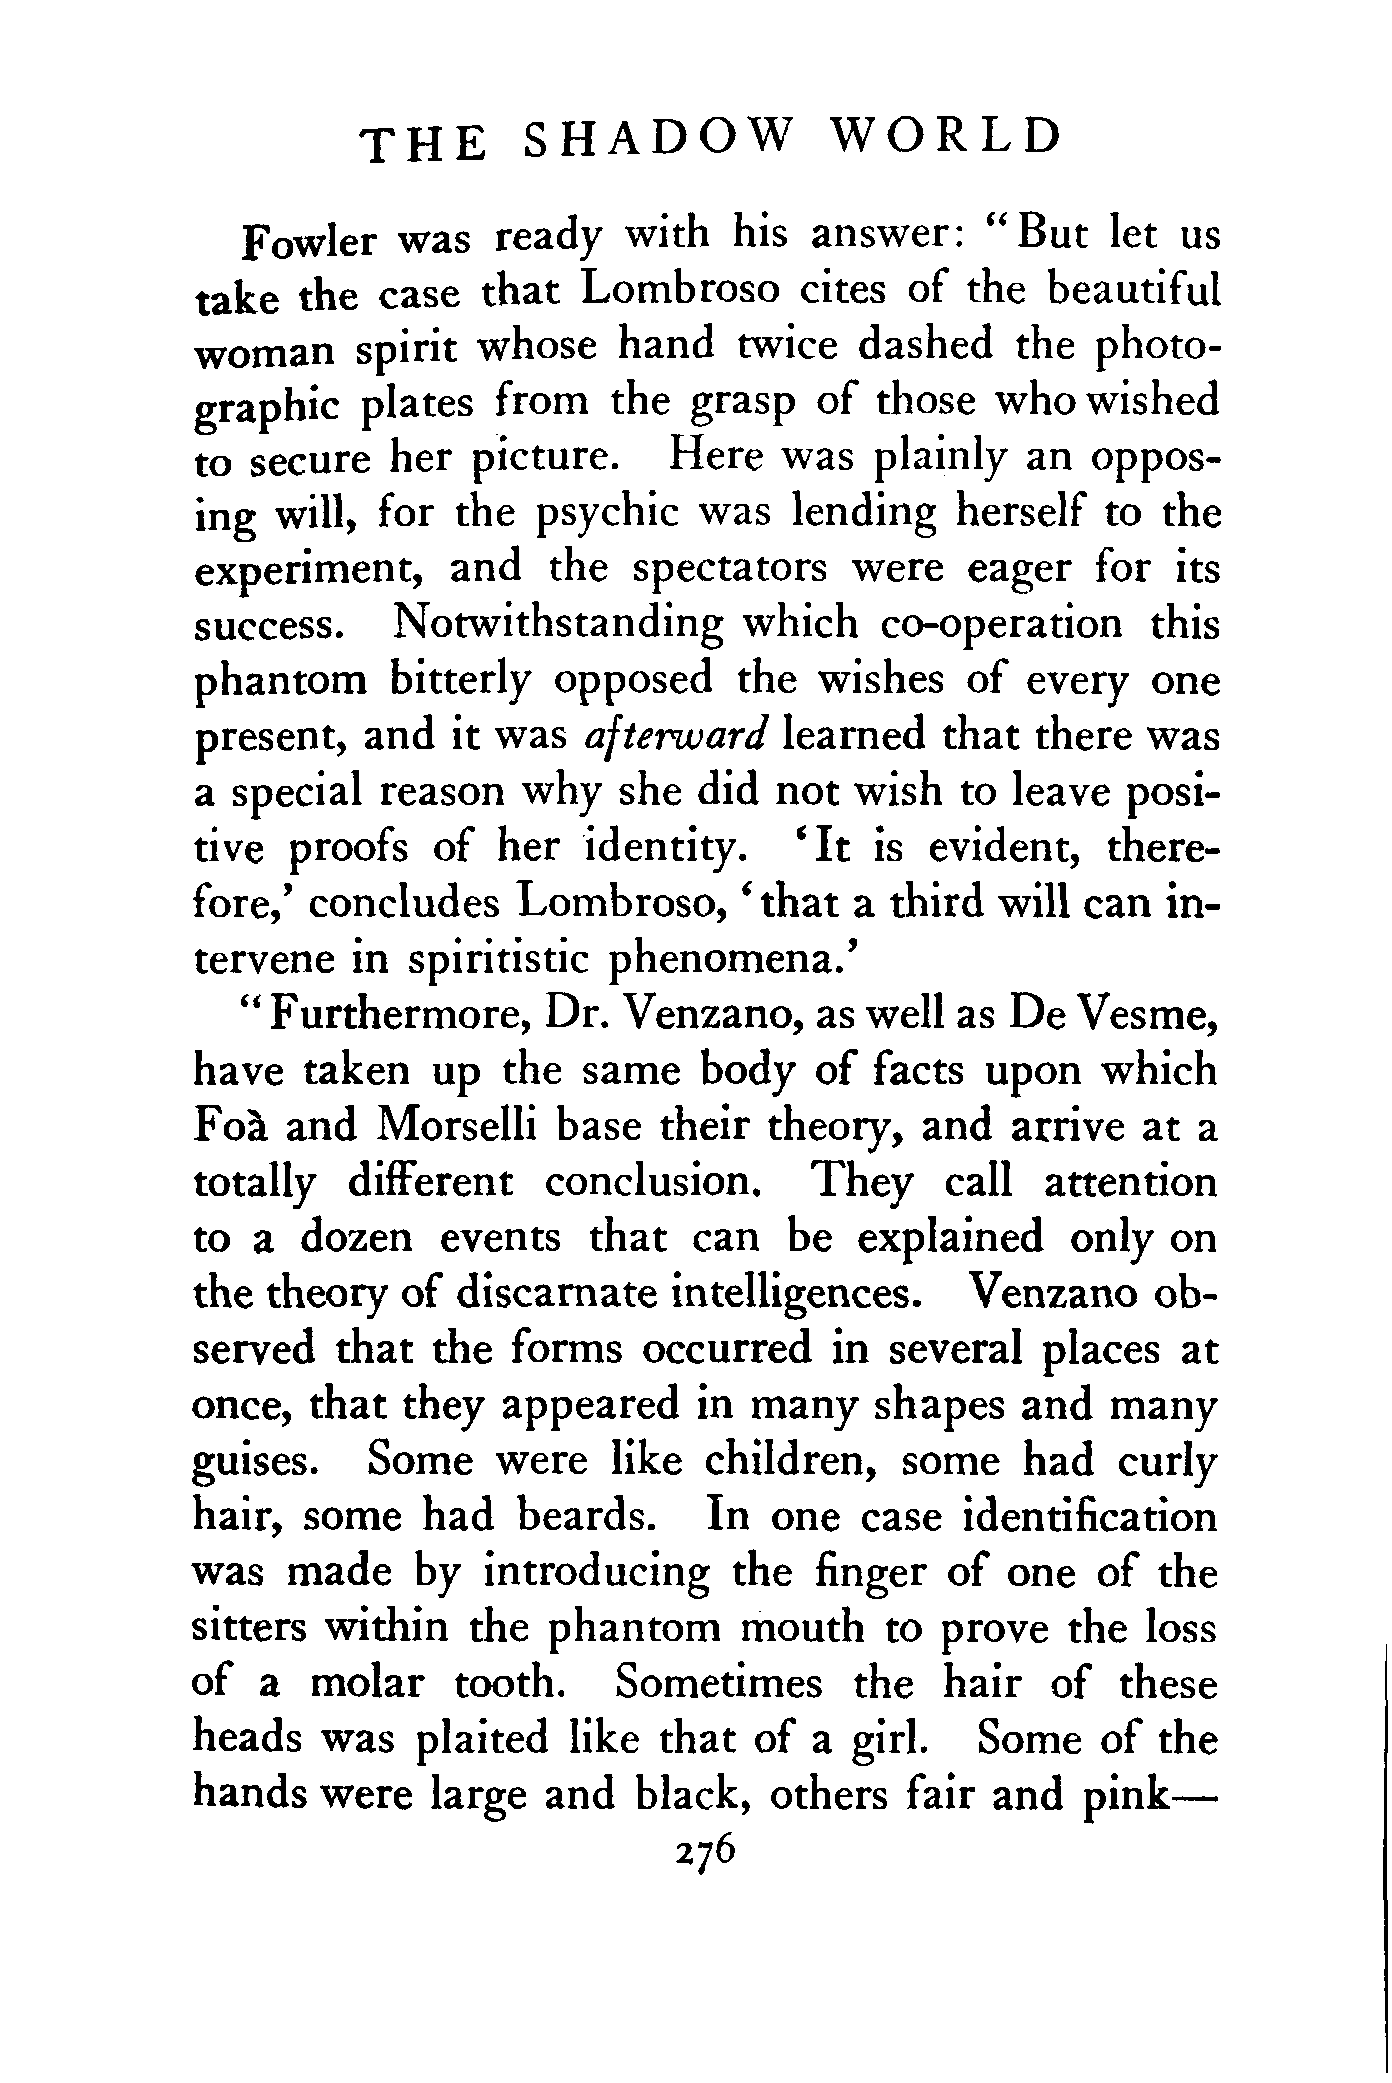 THE SHADOW WORLD
Fowler was ready with his answer: “But let us
take the case that Lombroso cites of the beautiful
woman spirit whose hand twice dashed the photo-
graphic plates from the grasp of those who wished
to secure her picture. Here was plainly an oppos-
ing will, for the psychic was lending herself to the
experiment, and the spectators were eager for its
success. Notwithstanding which co-operation this
phantom bitterly opposed the wishes of every one
present, and it was afterward learned that there was
a special reason why she did not wish to leave posi-
tive proofs of her identity. ‘It is evident, there-
fore,’ concludes Lombroso, ‘that a third will can in-
tervene in spiritistic phenomena.’
“Furthermore, Dr. Venzano, as well as De Vesme,
have taken up the same body of facts upon which
Foà and Morselli base their theory, and arrive at a
totally different conclusion. They call attention
to a dozen events that can be explained only on
the theory of discarnate intelligences. Venzano ob-
served that the forms occurred in several places at
once, that they appeared in many shapes and many
guises. Some were like children, some had curly
hair, some had beards. In one case identification
was made by introducing the finger of one of the
sitters within the phantom mouth to prove the loss
of a molar tooth. Sometimes the hair of these
heads was plaited like that of a girl. Some of the
hands were large and black, others fair and pink—
276